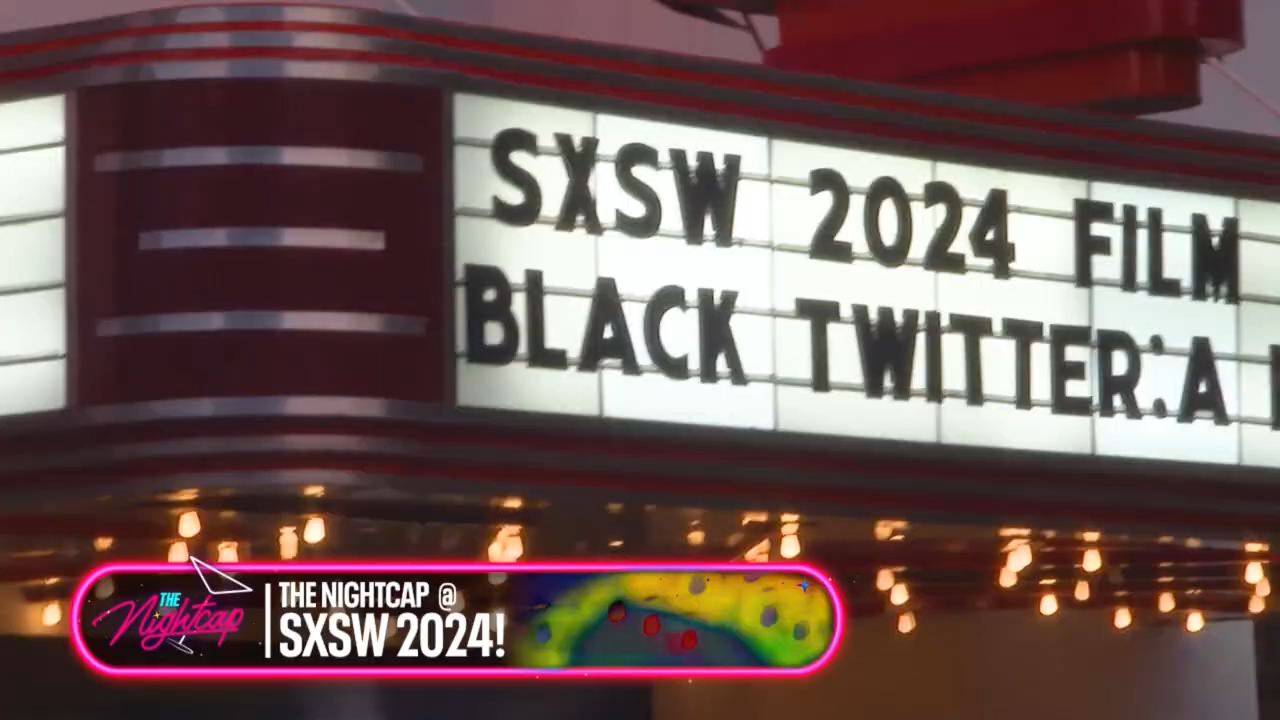 SXSW 2024 FILM
BLACK TWITTER:A
THE
Nightcap
THE NIGHTCAP @
SXSW 2024!